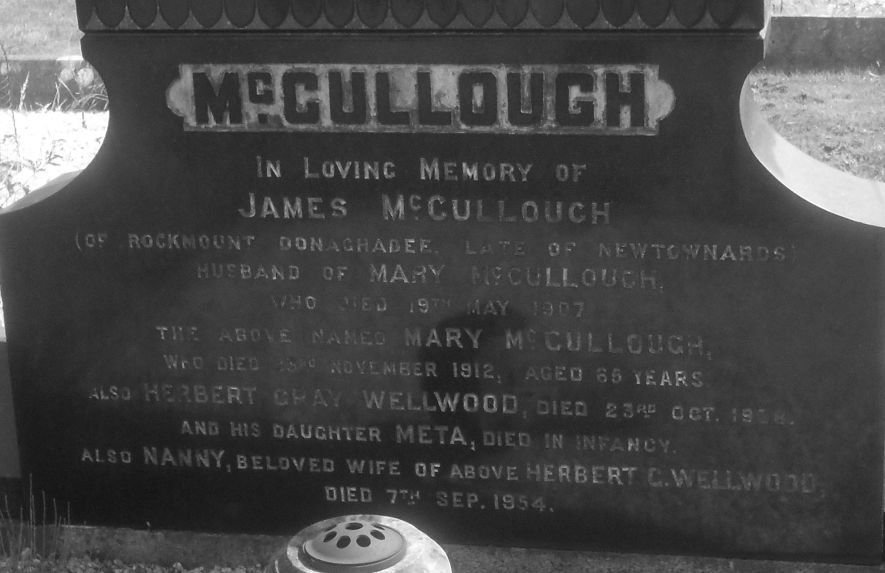 McCULLOUGH
IN LOVING MEMORY OF
JAMES McCULLOUGH
(OF ROCKMOUNT DONAGHADEE, LATE OF NEWTOWNARDS)
HUSBAND OF MARY McCULLOUGH,
WHO DIED 19TH MAY 1907
THE ABOVE NAMED MARY McCULLOUGH,
WHO DIED NOVEMBER 1912, AGED 65 YEARS.
ALSO HERBERT GRAY WELLWOOD, DIED 23RD OCT. 1938.
AND HIS DAUGHTER META, DIED IN INFANCY.
ALSO NANNY, BELOVED WIFE OF ABOVE HERBERT G. WELLWOOD,
DIED 7TH SEP. 1954.